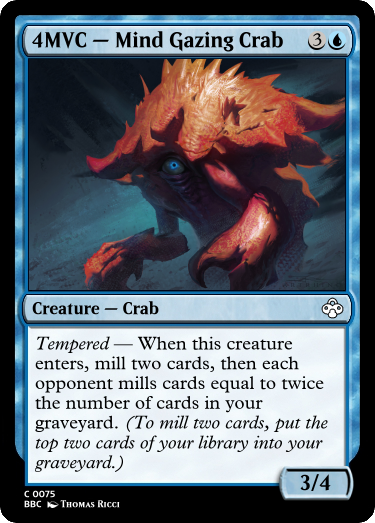 4MVC — Mind Gazing Crab 3
Creature — Crab
Tempered — When this creature
enters, mill two cards, then each
opponent mills cards equal to twice
the number of cards in your
graveyard. (To mill two cards, put the
top two cards of your library into your
graveyard.)
3/4
C 0075
BBC Thomas Ricci